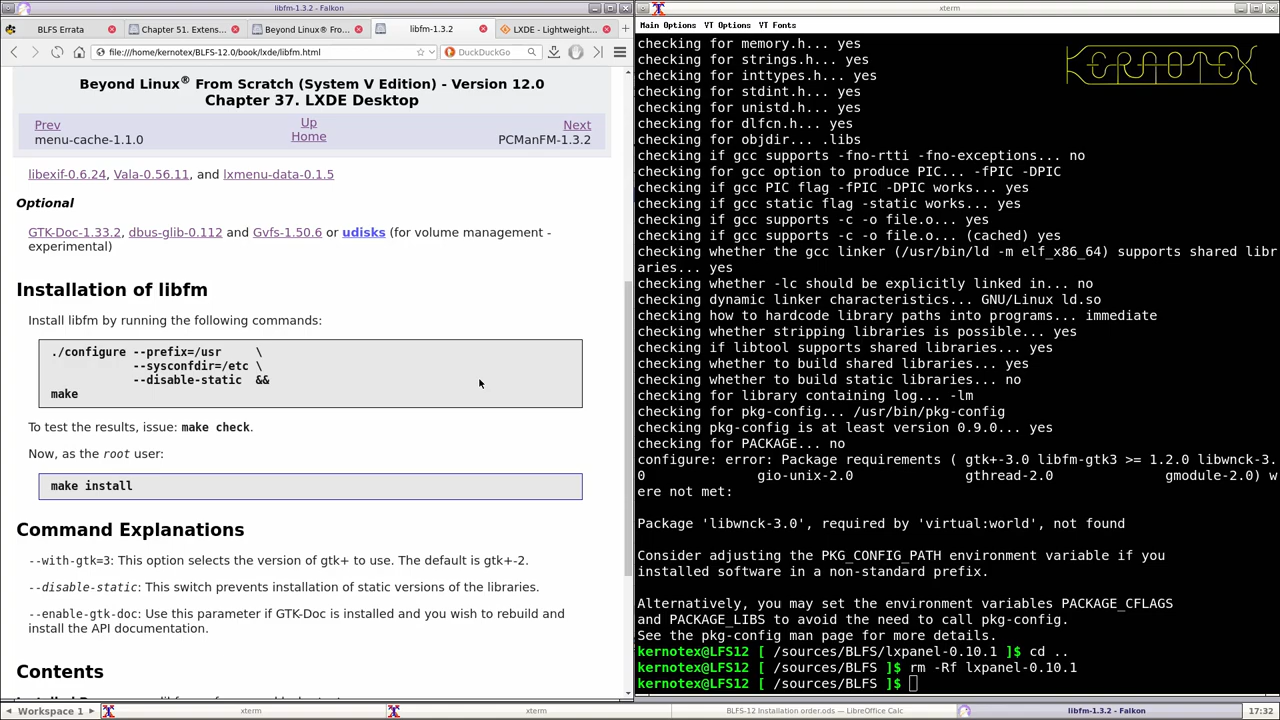 libfm-1.3.2 - Falkon
BLFS Errata
Chapter 51. Extens...
Beyond Linux® Fro...
libfm-1.3.2
LXDE - Lightweight...
file:///home/kernotex/BLFS-12.0/book/lxde/libfm.html
DuckDuckGo
Beyond Linux® From Scratch (System V Edition) - Version 12.0
Chapter 37. LXDE Desktop
Prev
Up
Next
menu-cache-1.1.0
Home
PCManFM-1.3.2
libexif-0.6.24, Vala-0.56.11, and lxmenu-data-0.1.5
Optional
GTK-Doc-1.33.2, dbus-glib-0.112 and Gvfs-1.50.6 or udisks (for volume management -
experimental)
Installation of libfm
Install libfm by running the following commands:
./configure --prefix=/usr \
--sysconfdir=/etc \
--disable-static &&
make
To test the results, issue: make check.
Now, as the root user:
make install
Command Explanations
--with-gtk=3: This option selects the version of gtk+ to use. The default is gtk+-2.
--disable-static: This switch prevents installation of static versions of the libraries.
--enable-gtk-doc: Use this parameter if GTK-Doc is installed and you wish to rebuild and
install the API documentation.
Contents
xterm
Main Options VT Options VT Fonts
KERNOTEX
checking for memory.h... yes
checking for strings.h... yes
checking for inttypes.h... yes
checking for stdint.h... yes
checking for unistd.h... yes
checking for dlfcn.h... yes
checking for objdir... .libs
checking if gcc supports -fno-rtti -fno-exceptions... no
checking for gcc option to produce PIC... -fPIC -DPIC
checking if gcc PIC flag -fPIC -DPIC works... yes
checking if gcc static flag -static works... yes
checking if gcc supports -c -o file.o... yes
checking if gcc supports -c -o file.o... (cached) yes
checking whether the gcc linker (/usr/bin/ld -m elf_x86_64) supports shared libr
aries... yes
checking whether -lc should be explicitly linked in... no
checking dynamic linker characteristics... GNU/Linux ld.so
checking how to hardcode library paths into programs... immediate
checking whether stripping libraries is possible... yes
checking if libtool supports shared libraries... yes
checking whether to build shared libraries... yes
checking whether to build static libraries... no
checking for library containing log... -lm
checking for pkg-config... /usr/bin/pkg-config
checking pkg-config is at least version 0.9.0... yes
checking for PACKAGE... no
configure: error: Package requirements ( gtk+-3.0 libfm-gtk3 >= 1.2.0 libwnck-3.
0 gio-unix-2.0 gthread-2.0 gmodule-2.0) w
ere not met:
Package 'libwnck-3.0', required by 'virtual:world', not found
Consider adjusting the PKG_CONFIG_PATH environment variable if you
installed software in a non-standard prefix.
Alternatively, you may set the environment variables PACKAGE_CFLAGS
and PACKAGE_LIBS to avoid the need to call pkg-config.
See the pkg-config man page for more details.
kernotex@LFS12 [ /sources/BLFS/lxpanel-0.10.1 ]$ cd ..
kernotex@LFS12 [ /sources/BLFS ]$ rm -Rf lxpanel-0.10.1
kernotex@LFS12 [ /sources/BLFS ]$
Workspace 1
xterm
xterm
BLFS-12 Installation order.ods — LibreOffice Calc
libfm-1.3.2 - Falkon
17:32